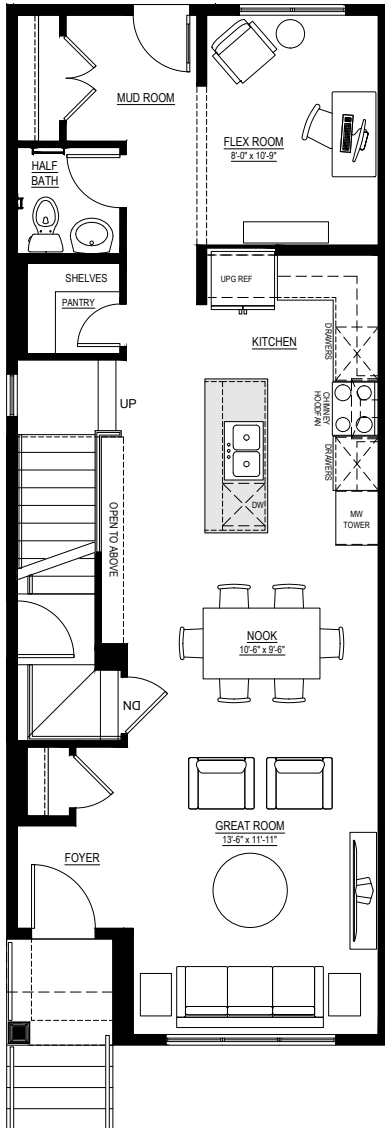 MUD ROOM
FLEX ROOM
8'-0" x 10'-9"
HALF
BATH
SHELVES
PANTRY
UPG REF
KITCHEN
DRAWERS
CHIMNEY
HOODFAN
DRAWERS
UP
DW
MW
TOWER
OPEN TO ABOVE
NOOK
10'-6" x 9'-6"
DN
GREAT ROOM
13'-6" x 11'-11"
FOYER